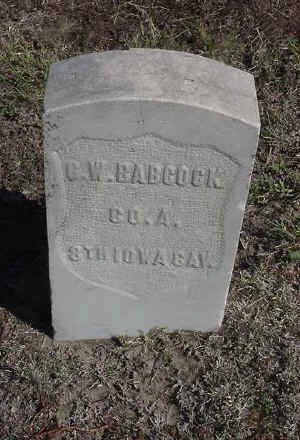 C.W. BABCOCK
CO. A.
8TH IOWA CAV.